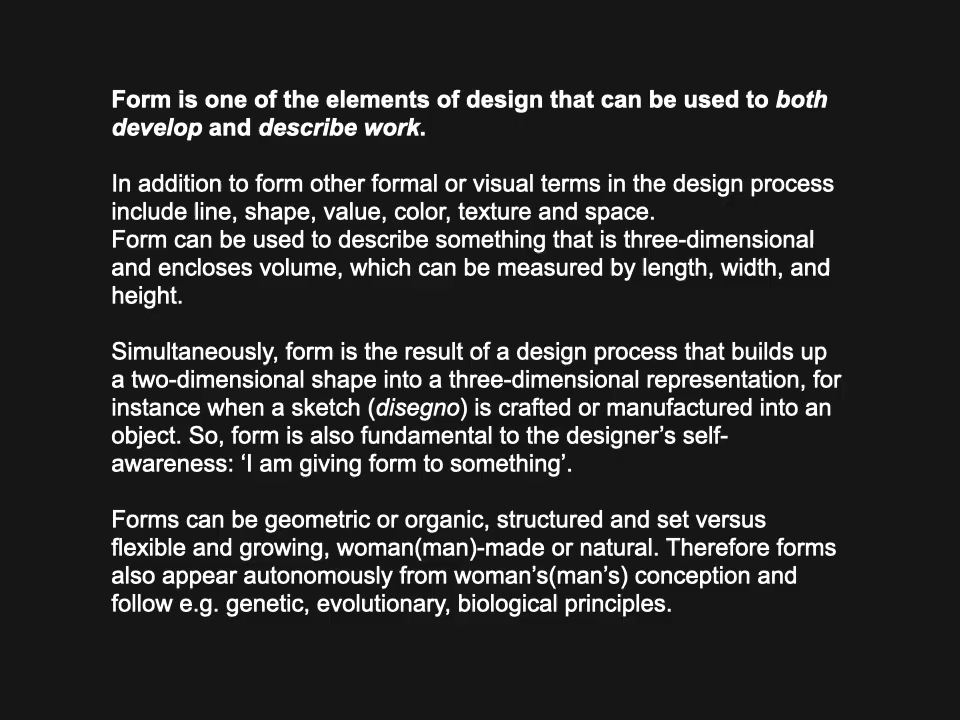 Form is one of the elements of design that can be used to both
develop and describe work.
In addition to form other formal or visual terms in the design process
include line, shape, value, color, texture and space.
Form can be used to describe something that is three-dimensional
and encloses volume, which can be measured by length, width, and
height.
Simultaneously, form is the result of a design process that builds up
a two-dimensional shape into a three-dimensional representation, for
instance when a sketch (disegno) is crafted or manufactured into an
object. So, form is also fundamental to the designer’s self-
awareness: ‘I am giving form to something’.
Forms can be geometric or organic, structured and set versus
flexible and growing, woman(man)-made or natural. Therefore forms
also appear autonomously from woman’s(man’s) conception and
follow e.g. genetic, evolutionary, biological principles.